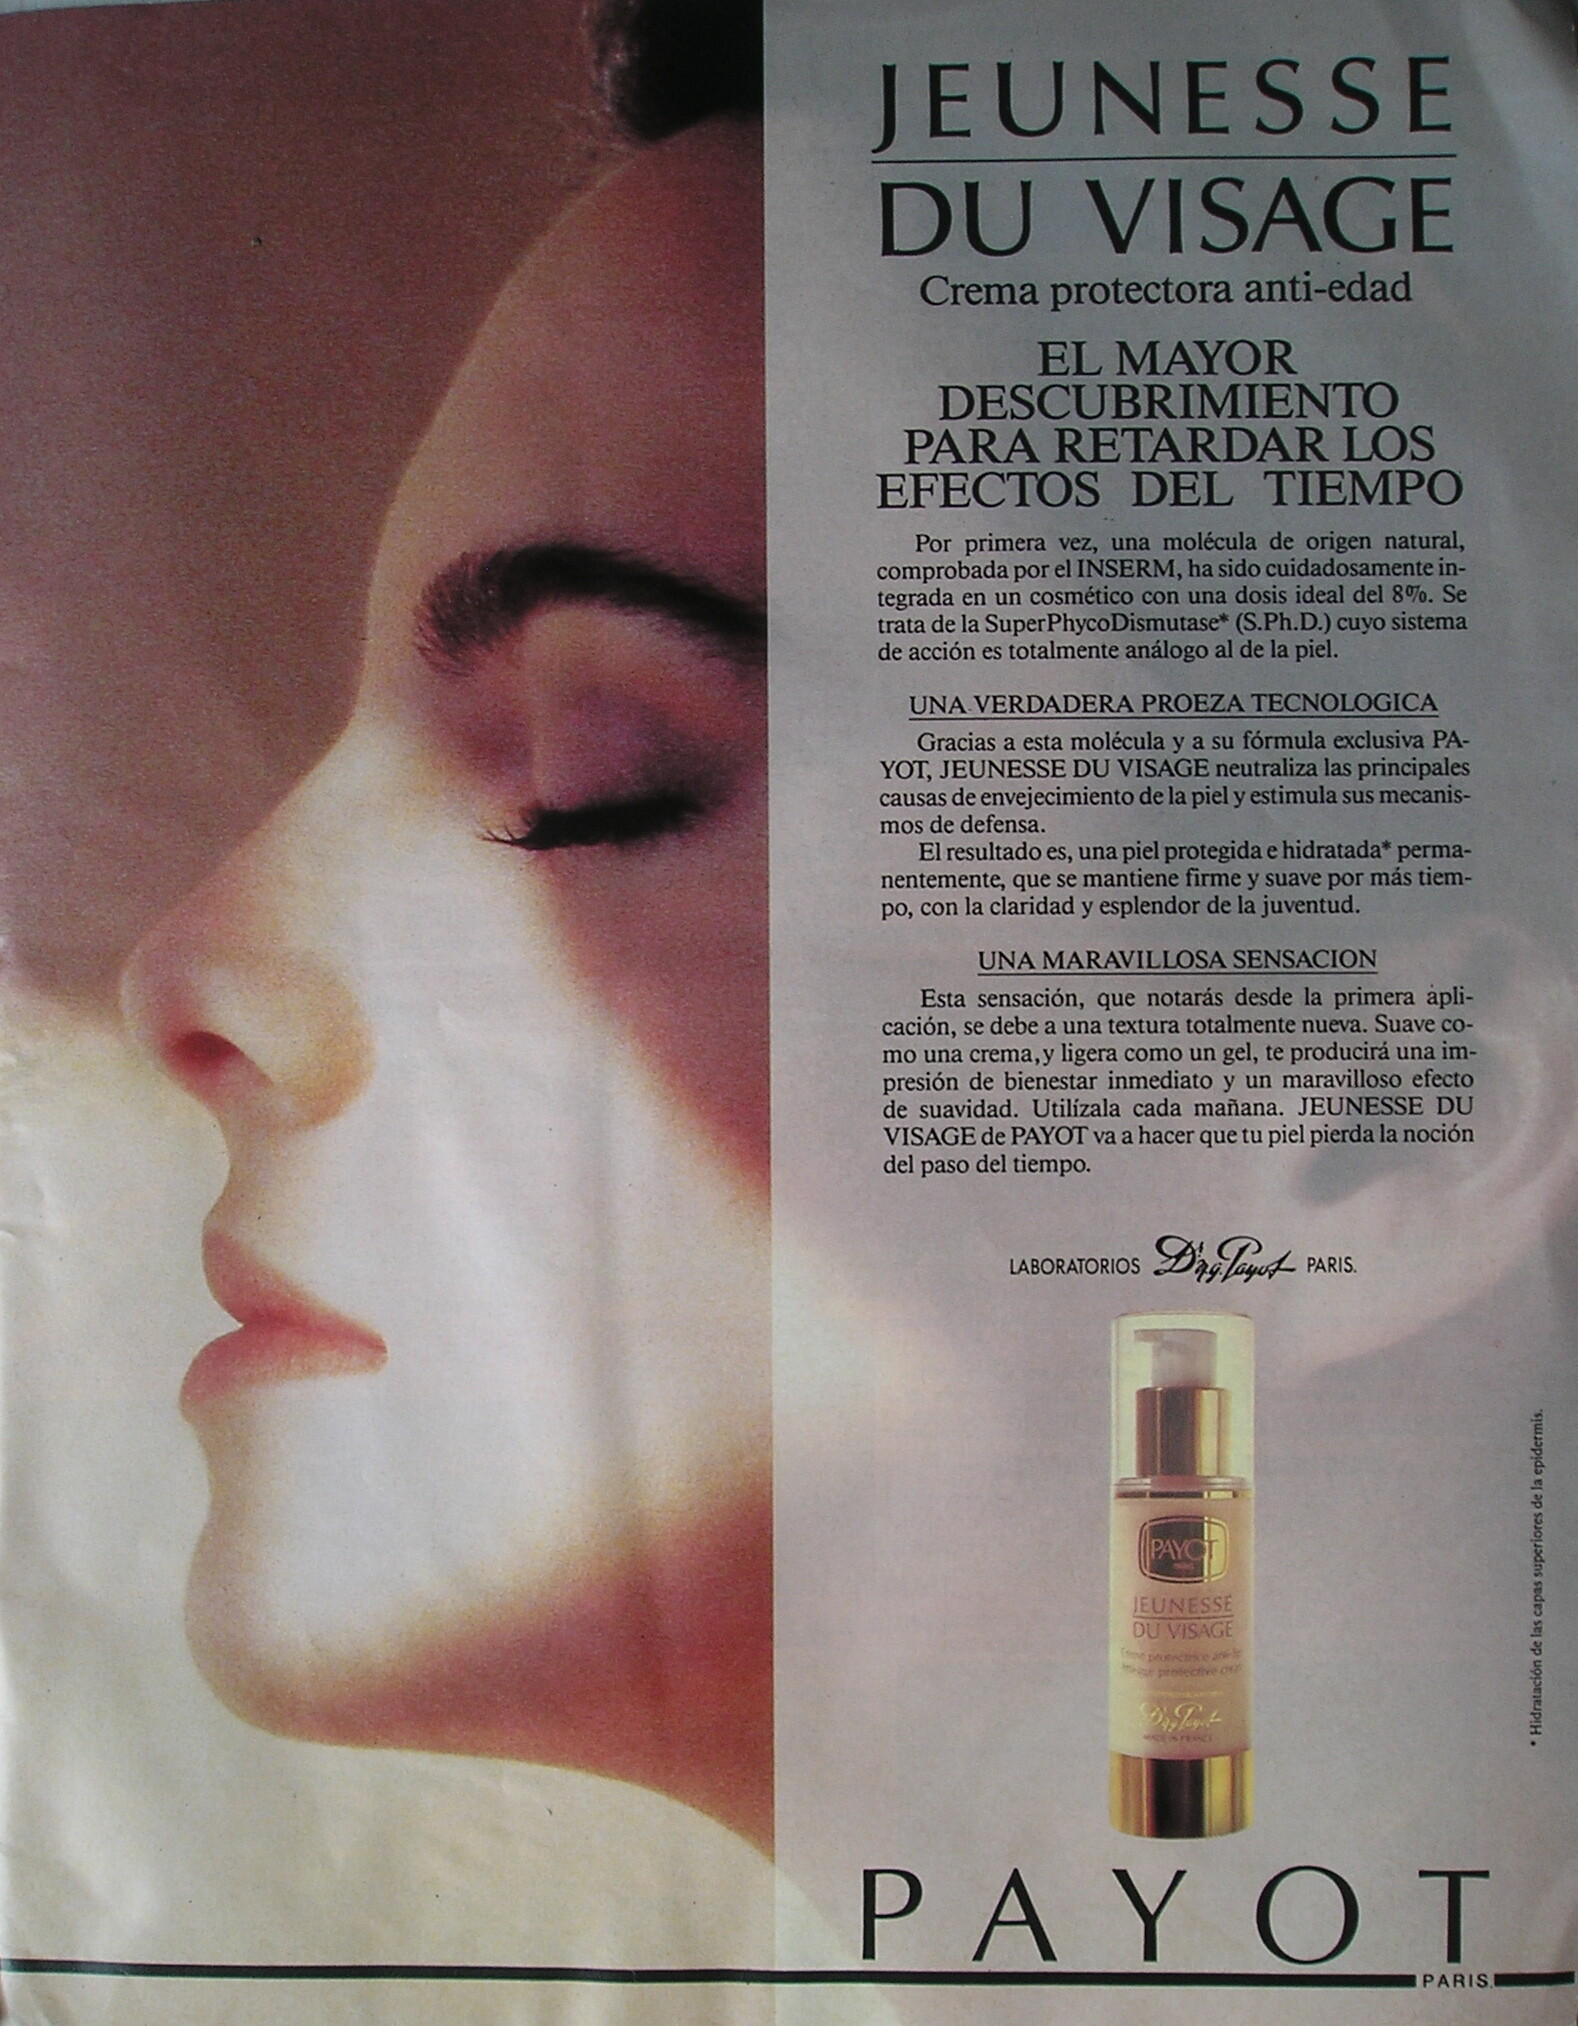 JEUNESSE
DU VISAGE
Crema protectora anti-edad
EL MAYOR
DESCUBRIMIENTO
PARA RETARDAR LOS
EFECTOS DEL TIEMPO
Por primera vez, una molécula de origen natural,
comprobada por el INSERM, ha sido cuidadosamente in-
tegrada en un cosmético con una dosis ideal del 8%. Se
trata de la SuperPhycoDismutase* (S.Ph.D.) cuyo sistema
de acción es totalmente análogo al de la piel.
UNA VERDADERA PROEZA TECNOLOGICA
Gracias a esta molécula y a su fórmula exclusiva PA-
YOT, JEUNESSE DU VISAGE neutraliza las principales
causas de envejecimiento de la piel y estimula sus mecanis-
mos de defensa.
El resultado es, una piel protegida e hidratada* perma-
nentemente, que se mantiene firme y suave por más tiem-
po, con la claridad y esplendor de la juventud.
UNA MARAVILLOSA SENSACION
Esta sensación, que notarás desde la primera apli-
cación, se debe a una textura totalmente nueva. Suave co-
mo una crema, y ligera como un gel, te producirá una im-
presión de bienestar inmediato y un maravilloso efecto
de suavidad. Utilízala cada mañana. JEUNESSE DU
VISAGE de PAYOT va a hacer que tu piel pierda la noción
del paso del tiempo.
LABORATORIOS Dr N.G. Payot PARIS.
PAYOT
PARIS
JEUNESSE
DU VISAGE
Crème protectrice anti-âge
protective cream
Dr N.G. Payot
MADE IN FRANCE
* Hidratación de las capas superiores de la epidermis.
PAYOT
PARIS.